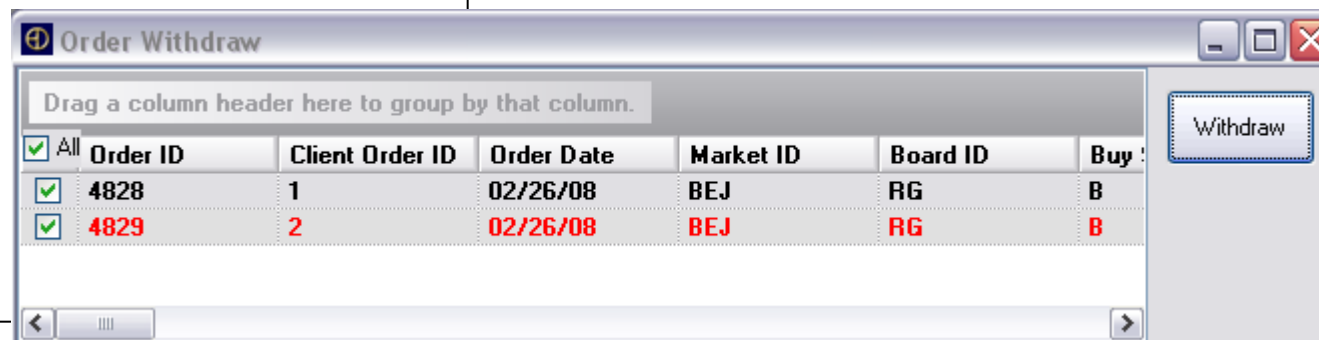 Order Withdraw
Drag a column header here to group by that column.
Withdraw
All Order ID Client Order ID Order Date Market ID Board ID Buy
4828 1 02/26/08 BEJ RG B
4829 2 02/26/08 BEJ RG B